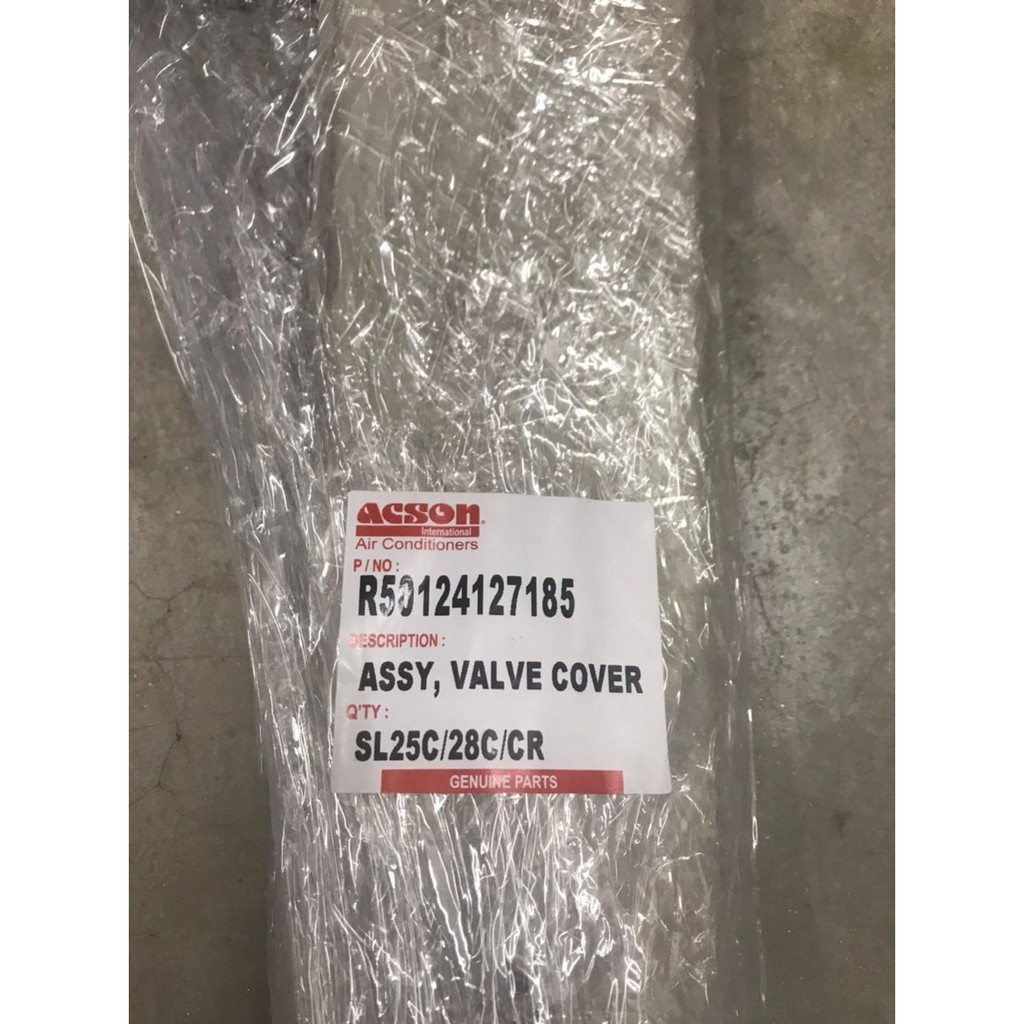 acson®
International
Air Conditioners
P / NO :
R50124127185
DESCRIPTION :
ASSY, VALVE COVER
Q'TY :
SL25C/28C/CR
GENUINE PARTS